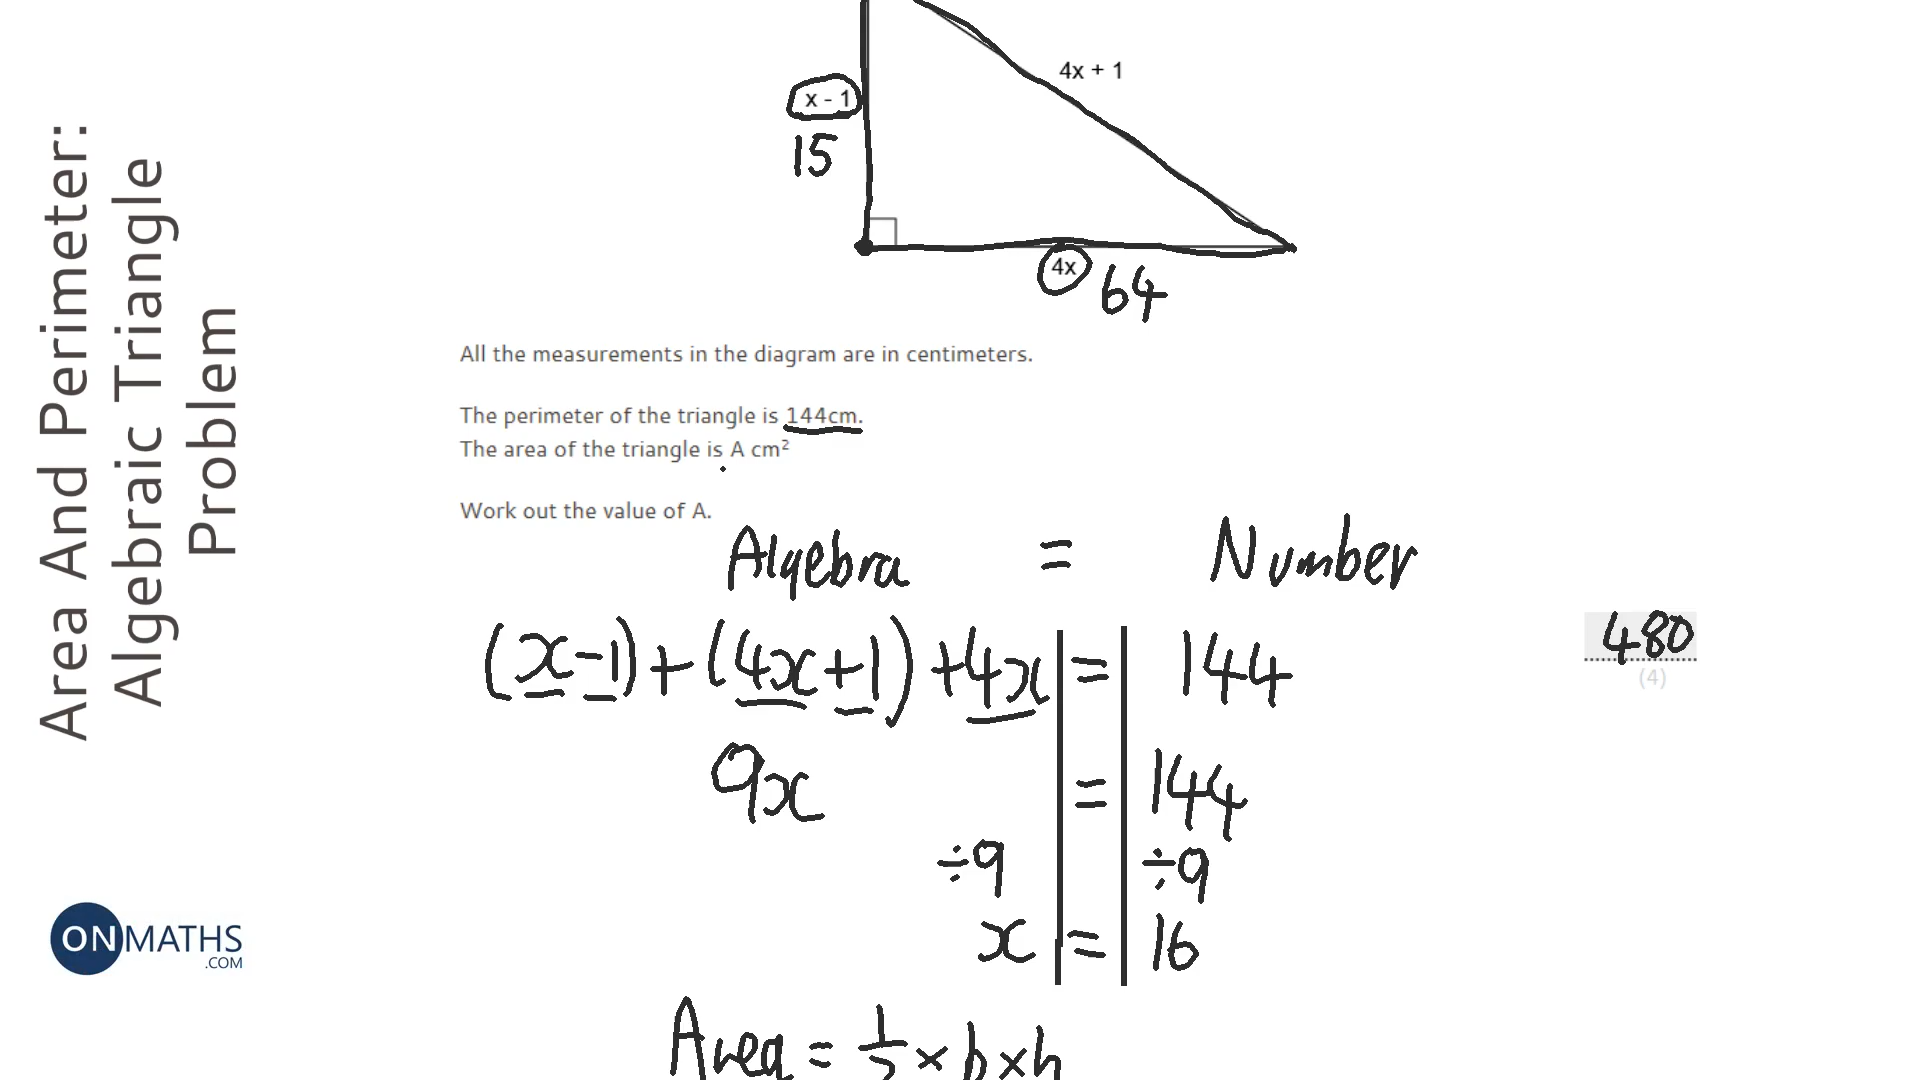 Area And Perimeter:
Algebraic Triangle
Problem
4x + 1
x - 1
15
4x
64
All the measurements in the diagram are in centimeters.
The perimeter of the triangle is 144cm.
The area of the triangle is A cm²
Work out the value of A.
Algebra = Number
(x-1)+(4x+1)+4x = 144
480
(4)
9x = 144
÷9 ÷9
x = 16
ONMATHS
.COM
Area = 1/2 × b × h